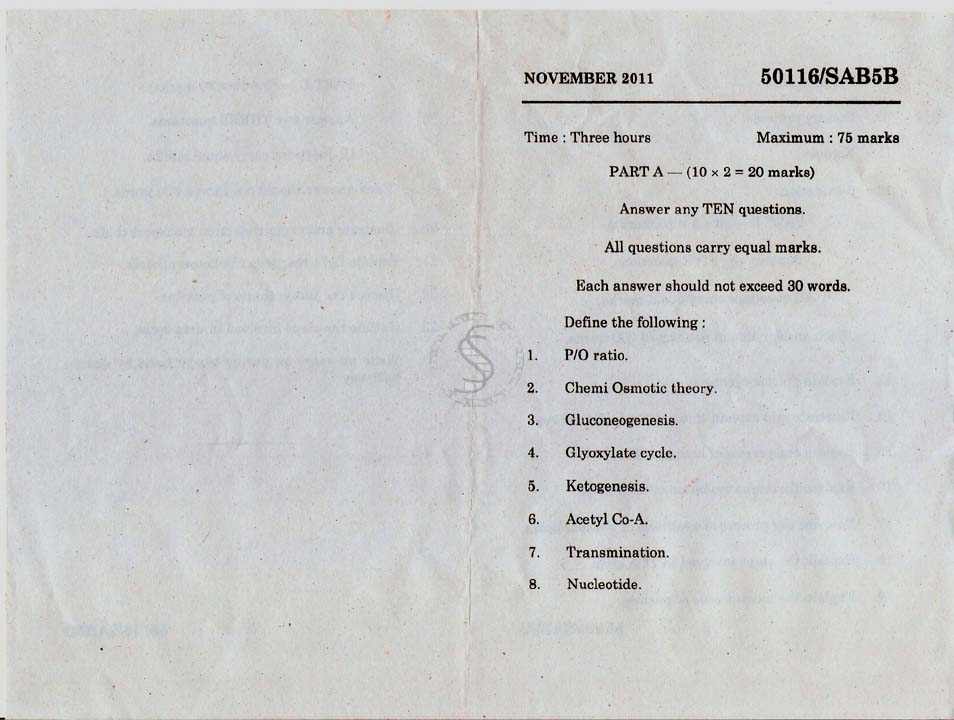 NOVEMBER 2011 50116/SAB5B
Time : Three hours Maximum : 75 marks
PART A — (10 × 2 = 20 marks)
Answer any TEN questions.
All questions carry equal marks.
Each answer should not exceed 30 words.
Define the following :
1. P/O ratio.
2. Chemi Osmotic theory.
3. Gluconeogenesis.
4. Glyoxylate cycle.
5. Ketogenesis.
6. Acetyl Co-A.
7. Transmination.
8. Nucleotide.